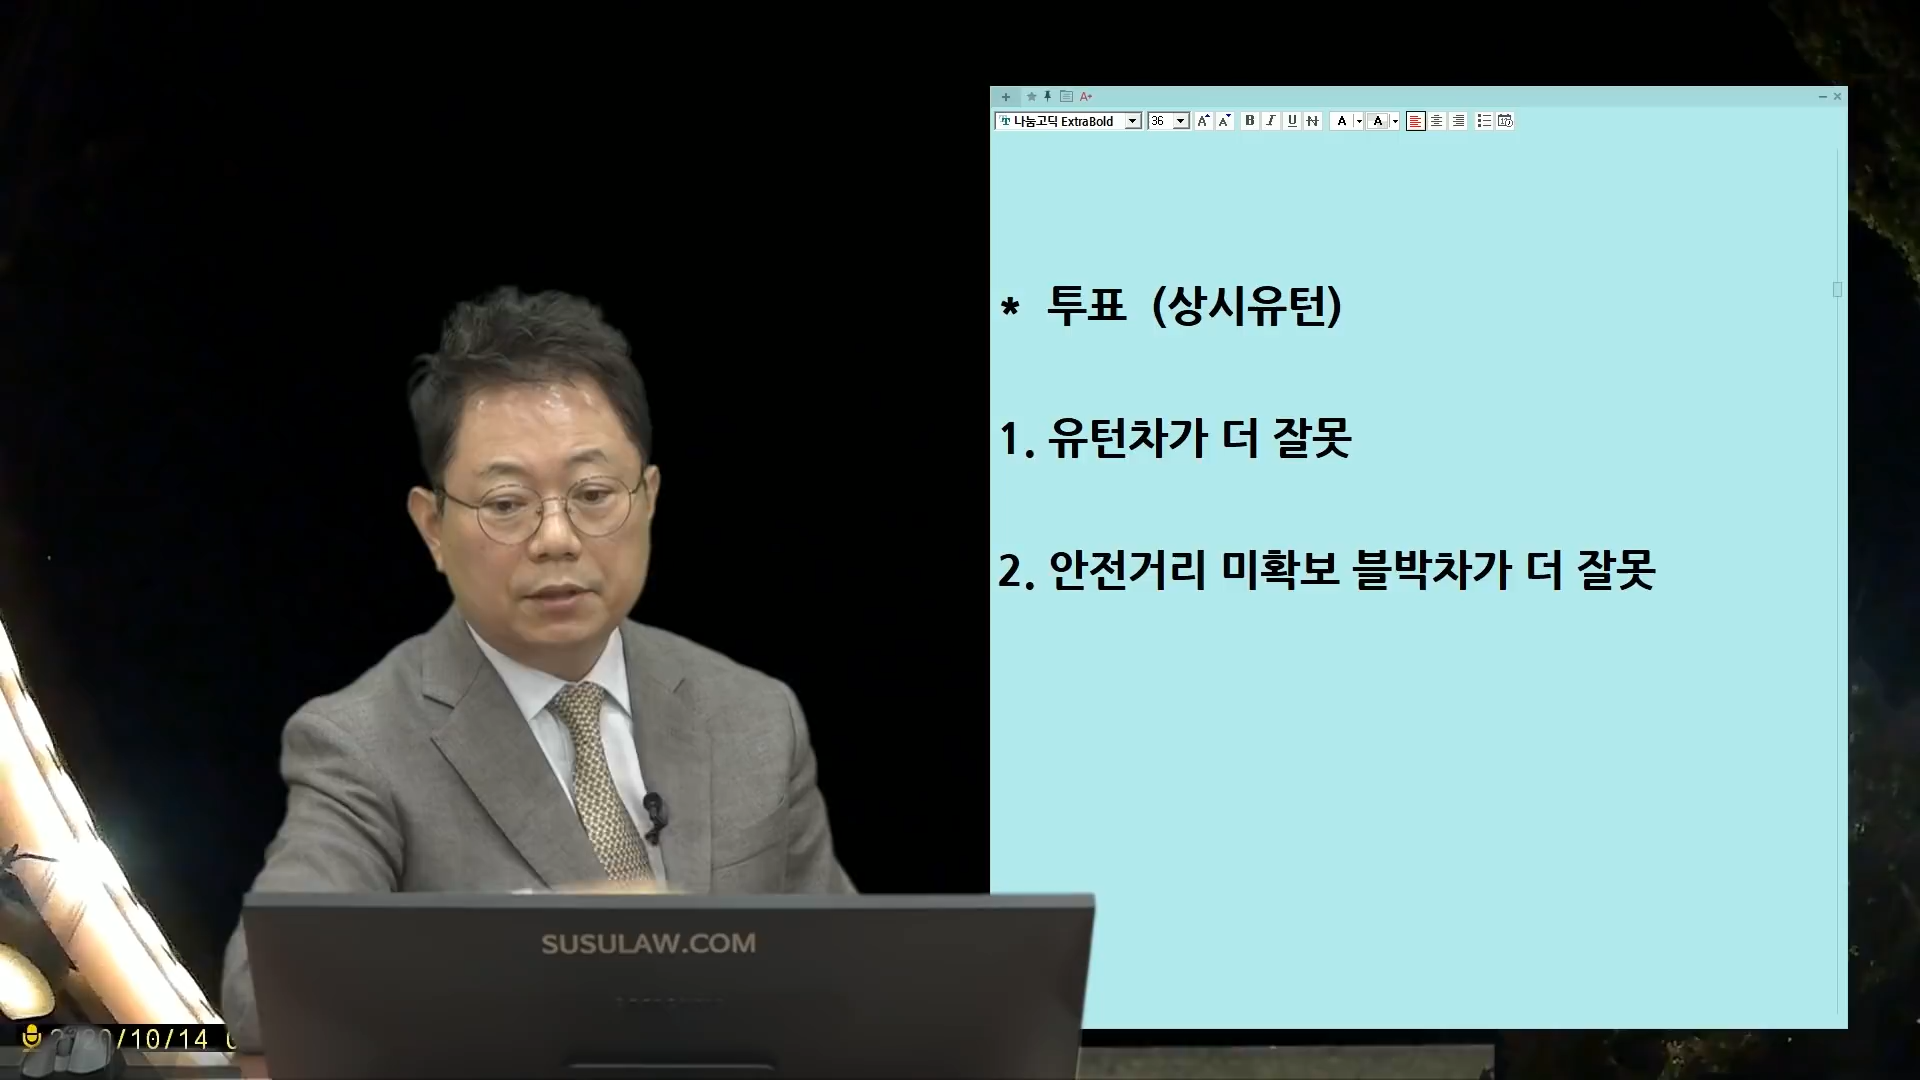 나눔고딕 ExtraBold
36
* 투표 (상시유턴)
1. 유턴차가 더 잘못
2. 안전거리 미확보 블박차가 더 잘못
SUSULAW.COM
/10/14